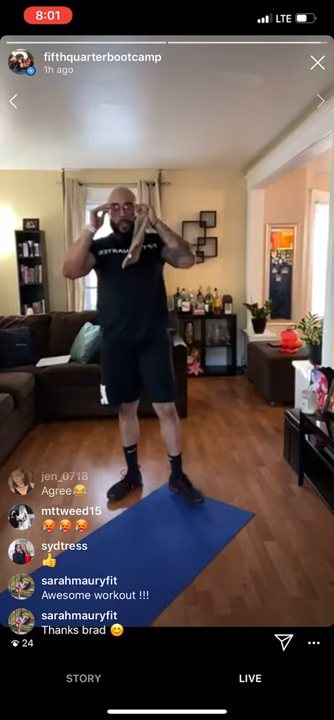 8:01
LTE
fifthquarterbootcamp
1h ago
jen_0718
Agree😂
mttweed15
🥵🥵🥵
sydtress
👍
sarahmauryfit
Awesome workout !!!
sarahmauryfit
Thanks brad 😊
24
STORY
LIVE